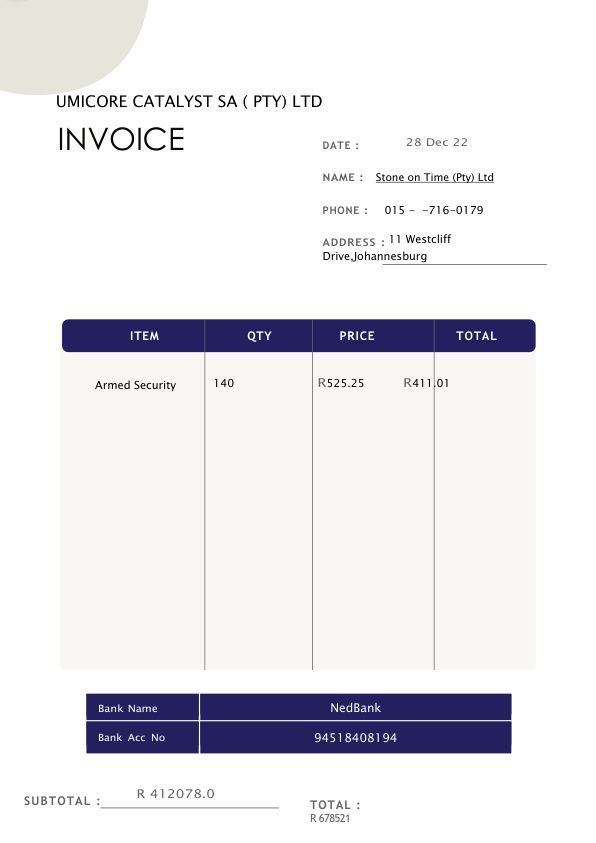 UMICORE CATALYST SA ( PTY) LTD
INVOICE
DATE : 28 Dec 22
NAME : Stone on Time (Pty) Ltd
PHONE : 015 - -716-0179
ADDRESS : 11 Westcliff
Drive,Johannesburg
ITEM QTY PRICE TOTAL
Armed Security 140 R525.25 R411.01
Bank Name NedBank
Bank Acc No 94518408194
SUBTOTAL : R 412078.0
TOTAL :
R 678521